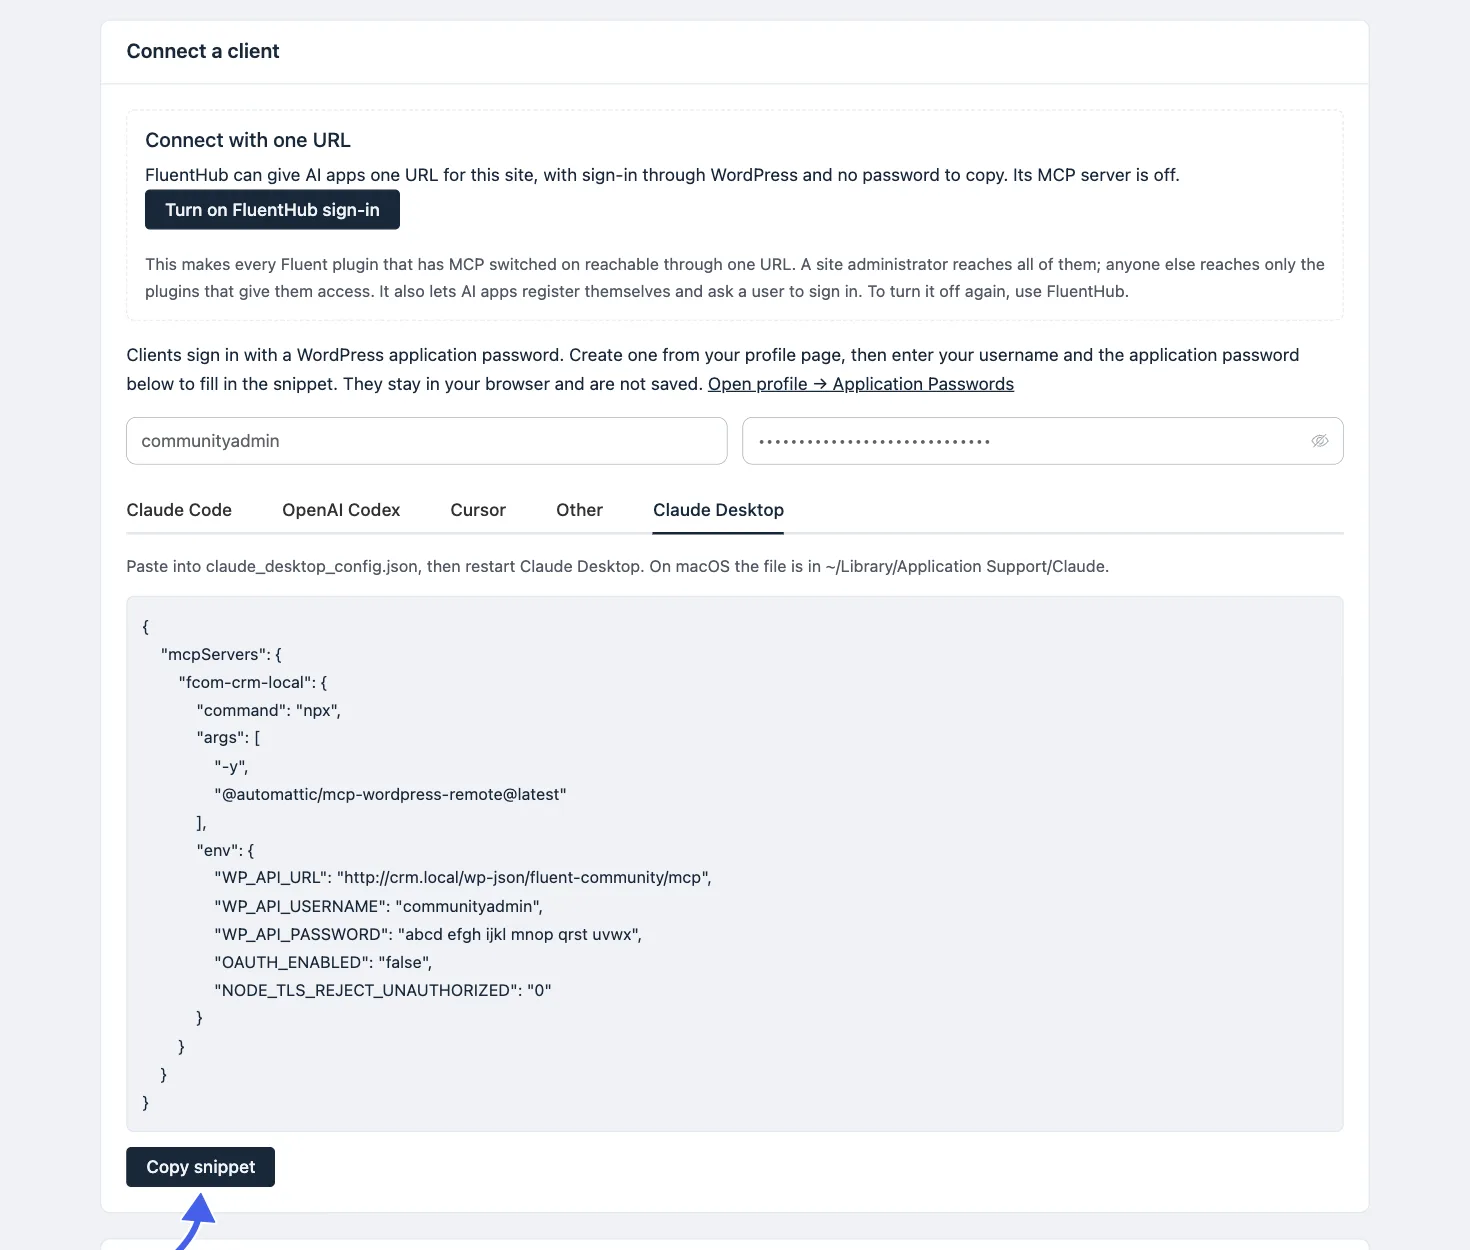 Connect a client
Connect with one URL
FluentHub can give AI apps one URL for this site, with sign-in through WordPress and no password to copy. Its MCP server is off.
Turn on FluentHub sign-in
This makes every Fluent plugin that has MCP switched on reachable through one URL. A site administrator reaches all of them; anyone else reaches only the
plugins that give them access. It also lets AI apps register themselves and ask a user to sign in. To turn it off again, use FluentHub.
Clients sign in with a WordPress application password. Create one from your profile page, then enter your username and the application password
below to fill in the snippet. They stay in your browser and are not saved. Open profile → Application Passwords
communityadmin
•••••••••••••••••••••••••••••
Claude Code OpenAI Codex Cursor Other Claude Desktop
Paste into claude_desktop_config.json, then restart Claude Desktop. On macOS the file is in ~/Library/Application Support/Claude.
{
"mcpServers": {
"fcom-crm-local": {
"command": "npx",
"args": [
"-y",
"@automattic/mcp-wordpress-remote@latest"
],
"env": {
"WP_API_URL": "http://crm.local/wp-json/fluent-community/mcp",
"WP_API_USERNAME": "communityadmin",
"WP_API_PASSWORD": "abcd efgh ijkl mnop qrst uvwx",
"OAUTH_ENABLED": "false",
"NODE_TLS_REJECT_UNAUTHORIZED": "0"
}
}
}
}
Copy snippet